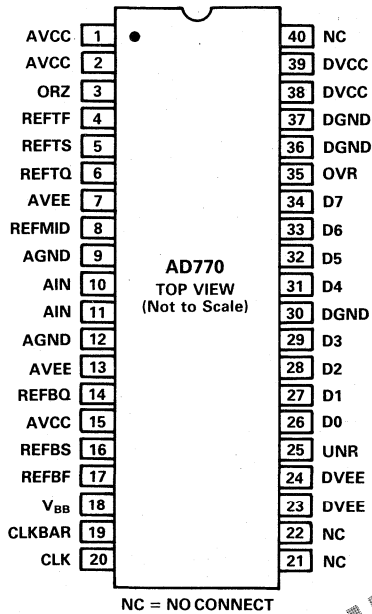 AVCC 1 40 NC
AVCC 2 39 DVCC
ORZ 3 38 DVCC
REFTF 4 37 DGND
REFTS 5 36 DGND
REFTQ 6 35 OVR
AVEE 7 34 D7
REFMID 8 33 D6
AGND 9 32 D5
AIN 10 31 D4
AIN 11 30 DGND
AGND 12 29 D3
AVEE 13 28 D2
REFBQ 14 27 D1
AVCC 15 26 D0
REFBS 16 25 UNR
REFBF 17 24 DVEE
VBB 18 23 DVEE
CLKBAR 19 22 NC
CLK 20 21 NC
AD770
TOP VIEW
(Not to Scale)
NC = NO CONNECT